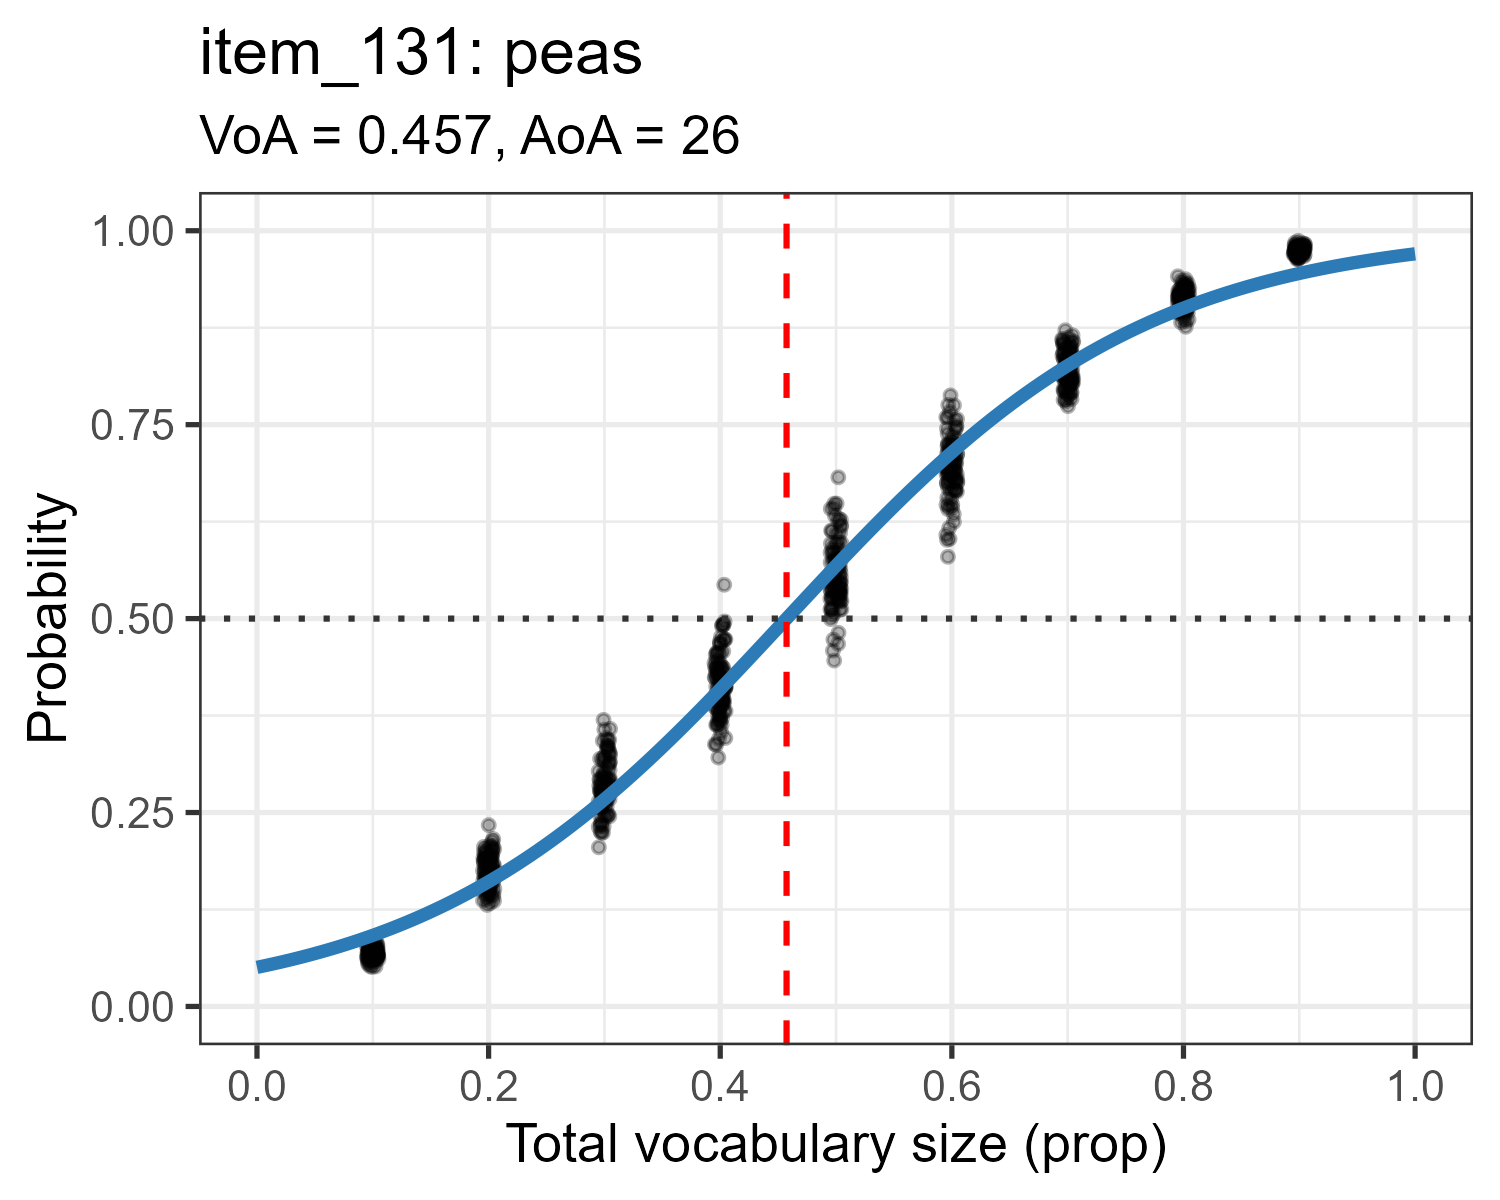 item_131: peas
VoA = 0.457, AoA = 26
1.00
0.75
0.50
0.25
0.00
Probability
0.0 0.2 0.4 0.6 0.8 1.0
Total vocabulary size (prop)